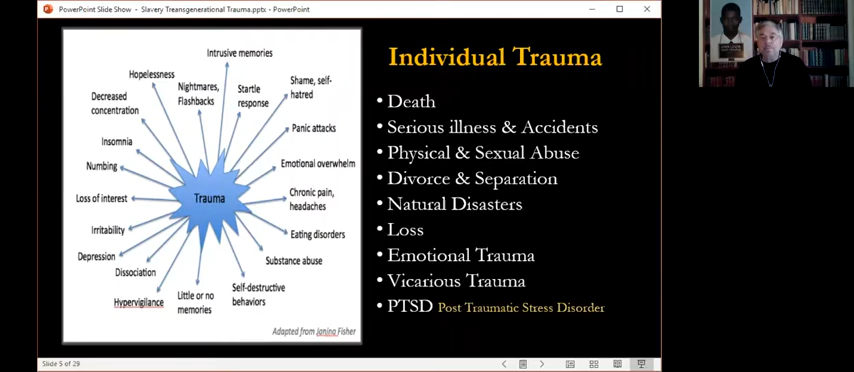 PowerPoint Slide Show - Slavery Treansgenerational Trauma.pptx - PowerPoint
Intrusive memories
Hopelessness
Nightmares,
Flashbacks
Startle
response
Shame, self-
hatred
Decreased
concentration
Panic attacks
Insomnia
Emotional overwhelm
Numbing
Trauma
Chronic pain,
headaches
Loss of interest
Irritability
Eating disorders
Depression
Substance abuse
Dissociation
Self-destructive
behaviors
Hypervigilance
Little or no
memories
Adapted from Janina Fisher
Individual Trauma
• Death
• Serious illness & Accidents
• Physical & Sexual Abuse
• Divorce & Separation
• Natural Disasters
• Loss
• Emotional Trauma
• Vicarious Trauma
• PTSD Post Traumatic Stress Disorder
Slide 5 of 29